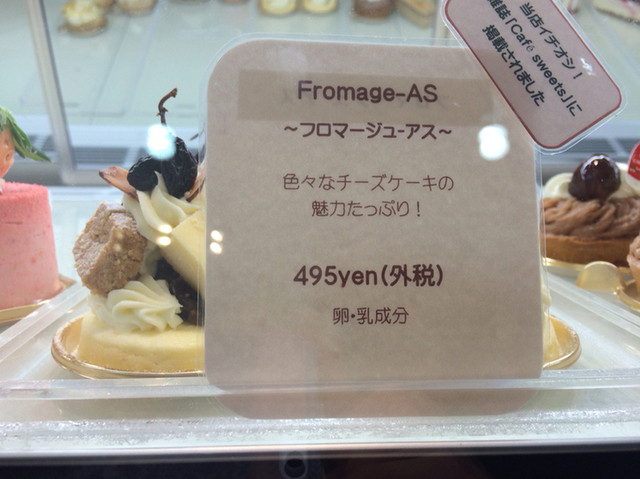 当店イチオシ！
雑誌「Café sweets」に
掲載されました
Fromage-AS
～フロマージュ-アス～
色々なチーズケーキの
魅力たっぷり！
495yen(外税)
卵・乳成分